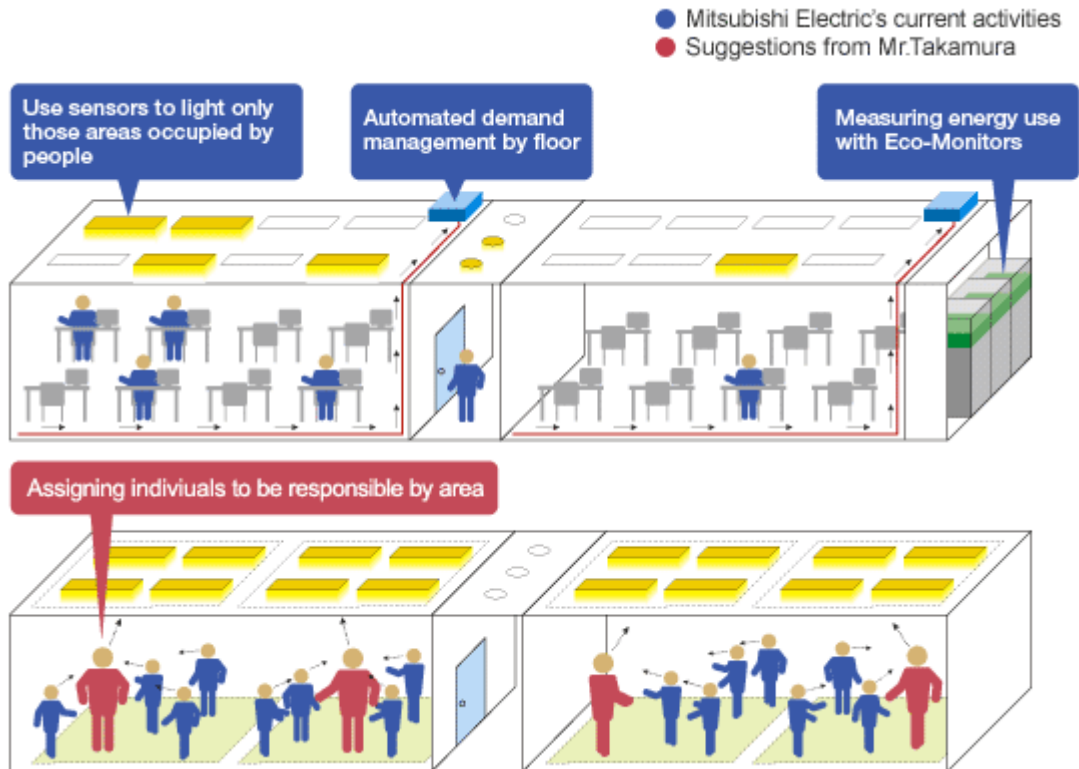 Mitsubishi Electric's current activities
Suggestions from Mr.Takamura
Use sensors to light only
those areas occupied by
people
Automated demand
management by floor
Measuring energy use
with Eco-Monitors
Assigning indiviuals to be responsible by area